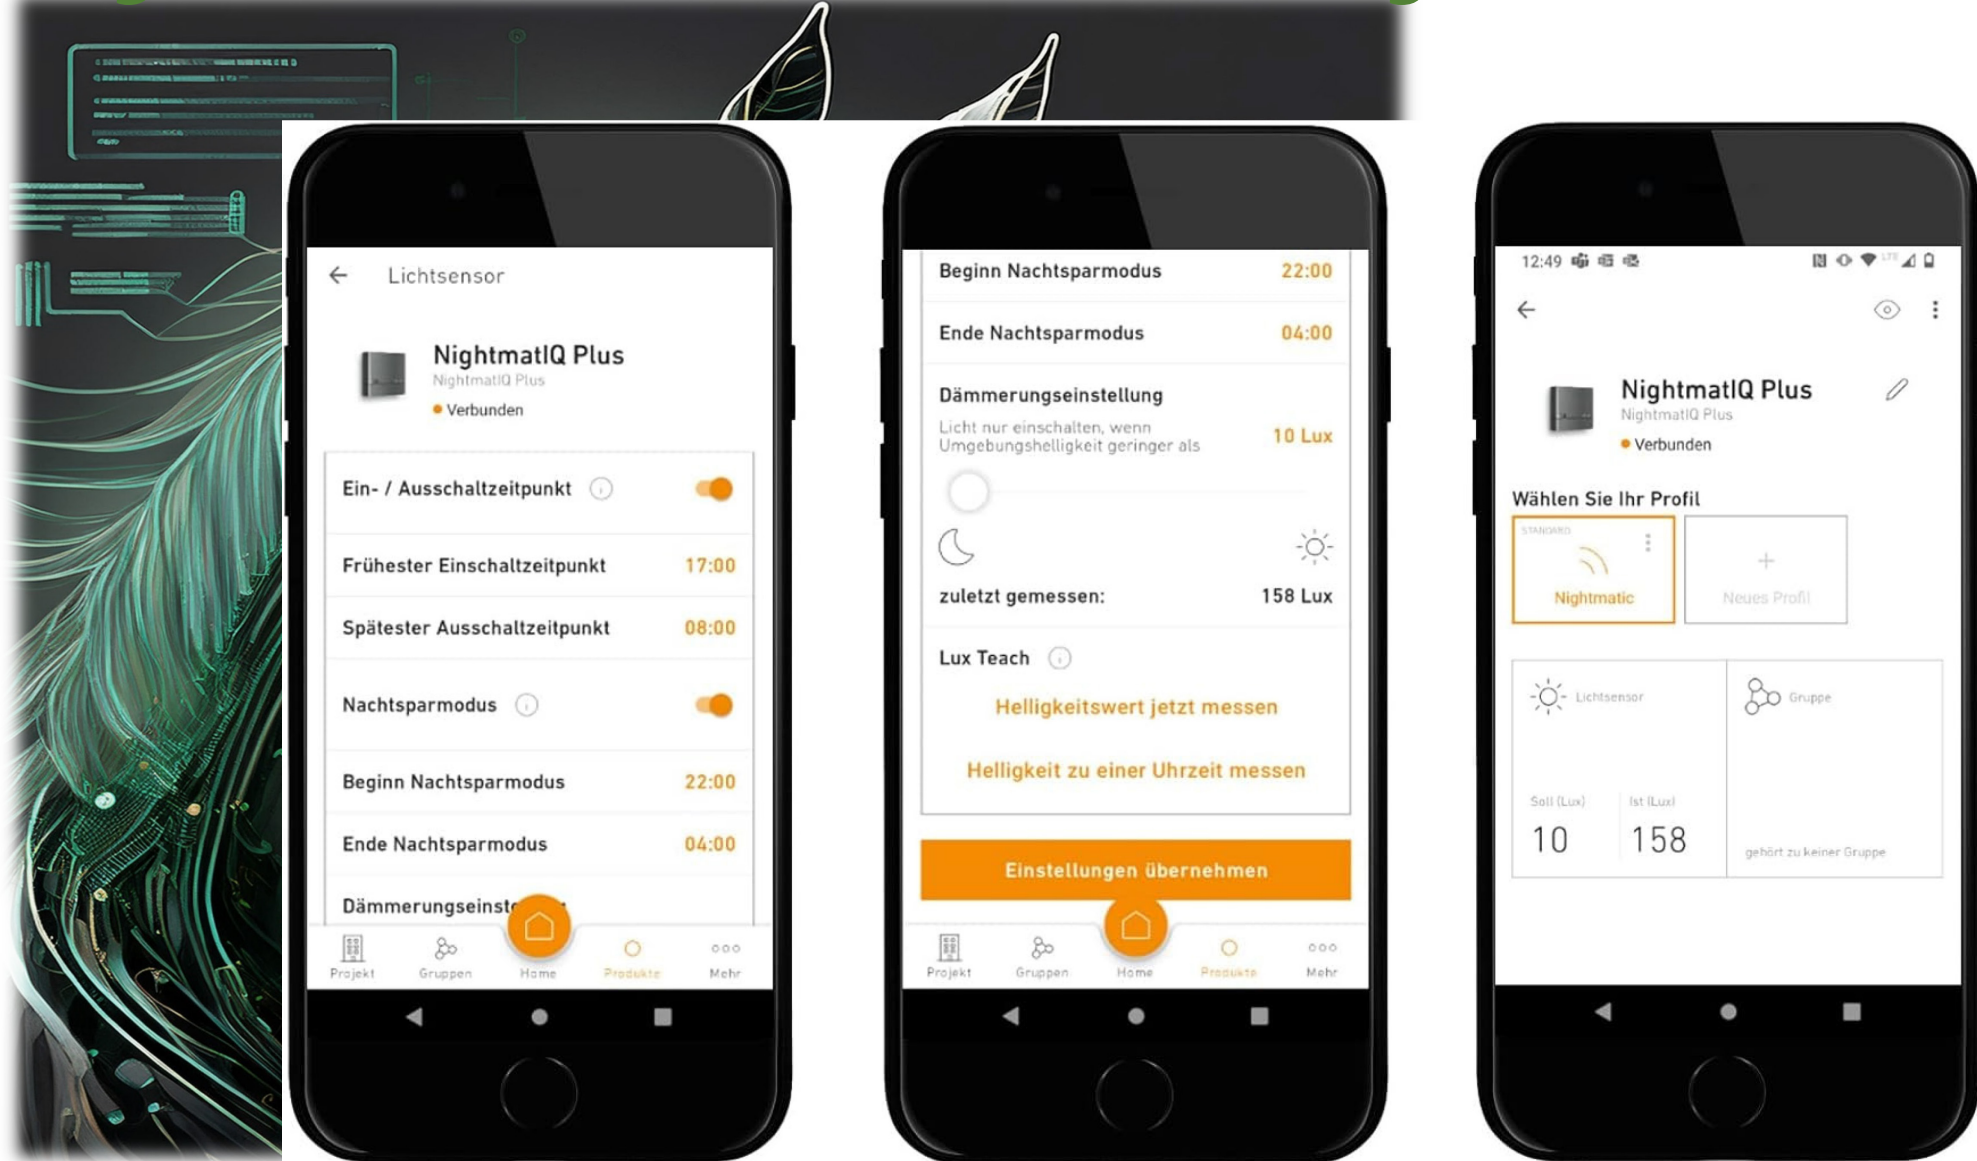 Lichtsensor
NightmatIQ Plus
NightmatIQ Plus
Verbunden
Ein- / Ausschaltzeitpunkt
Frühester Einschaltzeitpunkt 17:00
Spätester Ausschaltzeitpunkt 08:00
Nachtsparmodus
Beginn Nachtsparmodus 22:00
Ende Nachtsparmodus 04:00
Dämmerungseinst
Projekt Gruppen Home Produkte Mehr
Beginn Nachtsparmodus 22:00
Ende Nachtsparmodus 04:00
Dämmerungseinstellung
Licht nur einschalten, wenn
Umgebungshelligkeit geringer als 10 Lux
zuletzt gemessen: 158 Lux
Lux Teach
Helligkeitswert jetzt messen
Helligkeit zu einer Uhrzeit messen
Einstellungen übernehmen
Projekt Gruppen Home Produkte Mehr
12:49 LTE
NightmatIQ Plus
NightmatIQ Plus
Verbunden
Wählen Sie Ihr Profil
STANDARD
Nightmatic
Neues Profil
Lichtsensor
Soll (Lux) Ist (Lux)
10 158
Gruppe
gehört zu keiner Gruppe